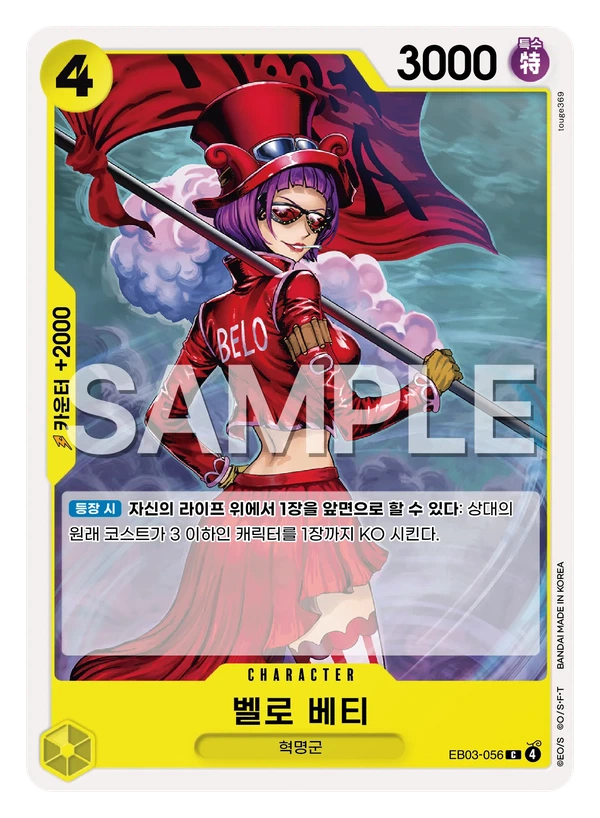 4
3000
특수
特
touge369
BELO
카운터 +2000
SAMPLE
등장 시 자신의 라이프 위에서 1장을 앞면으로 할 수 있다: 상대의
원래 코스트가 3 이하인 캐릭터를 1장까지 KO 시킨다.
CHARACTER
벨로 베티
혁명군
EB03-056 C 4
©EO/S ©O/S·F·T BANDAI MADE IN KOREA